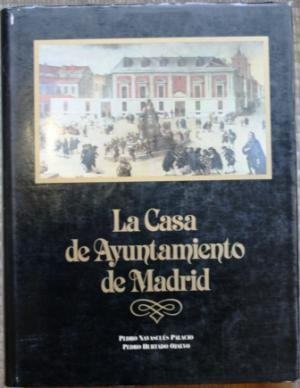 La Casa
de Ayuntamiento
de Madrid
PEDRO NAVASCUÉS PALACIO
PEDRO HURTADO OJALVO